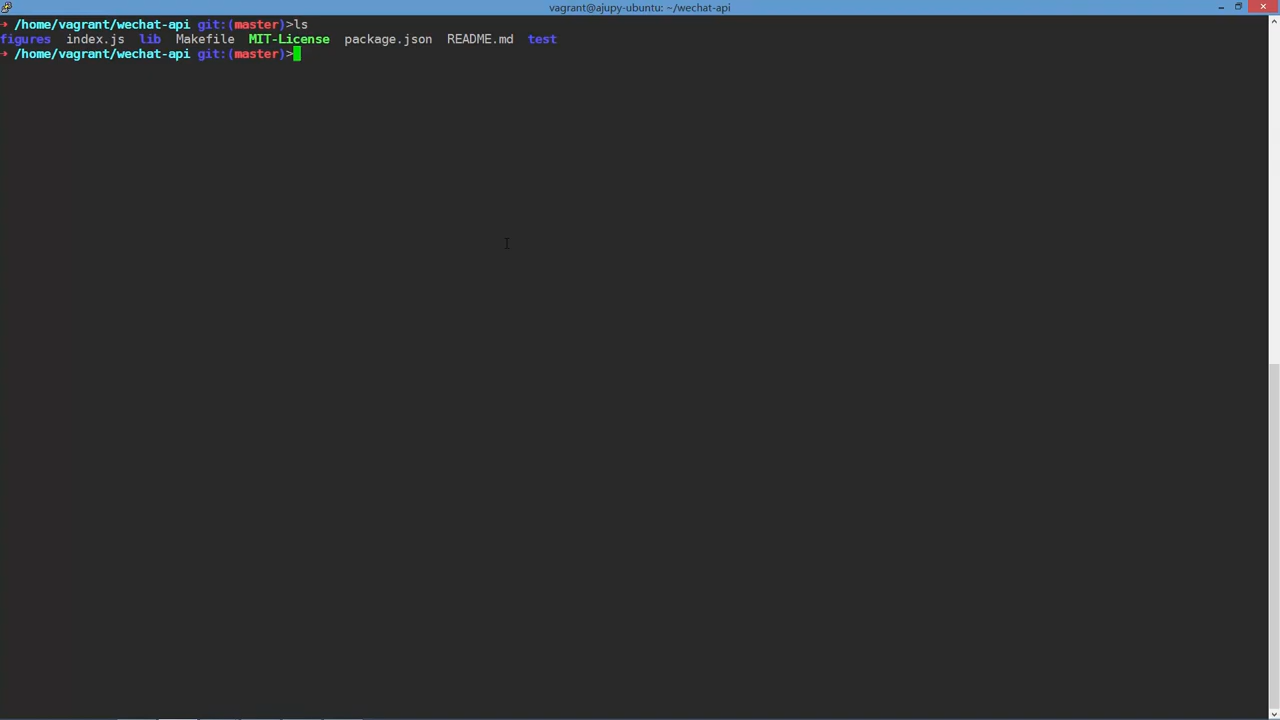 vagrant@ajupy-ubuntu: ~/wechat-api
➜ /home/vagrant/wechat-api git:(master)>ls
figures  index.js  lib  Makefile  MIT-License  package.json  README.md  test
➜ /home/vagrant/wechat-api git:(master)>